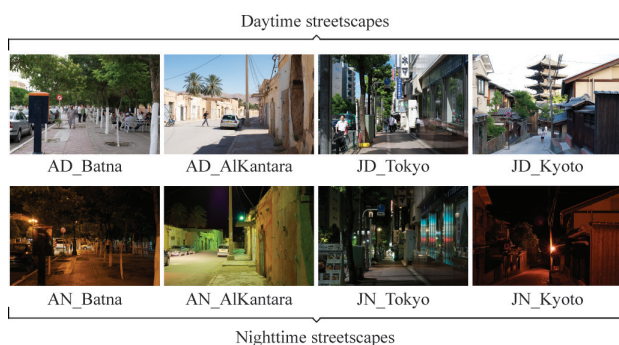 Daytime streetscapes
AD_Batna
AD_AlKantara
JD_Tokyo
JD_Kyoto
AN_Batna
AN_AlKantara
JN_Tokyo
JN_Kyoto
Nighttime streetscapes